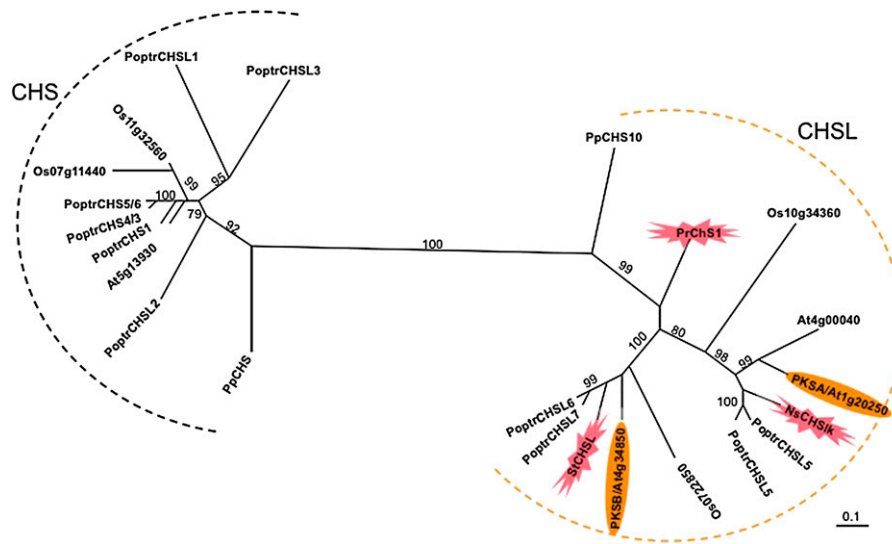 CHS
PoptrCHSL1
PoptrCHSL3
Os11g32560
Os07g11440
99
95
PoptrCHS5/6
100
PoptrCHS4/3
79
PoptrCHS1
At5g13930
92
PoptrCHSL2
PpCHS
100
CHSL
PpCHS10
PrChS1
Os10g34360
99
At4g00040
80
100
98
99
PKSA/At1g20250
99
PoptrCHSL6
PoptrCHSL7
StCHSL
PKSB/At4g34850
Os0722850
100
NsCHSlk
PoptrCHSL5
PoptrCHSL5
0.1